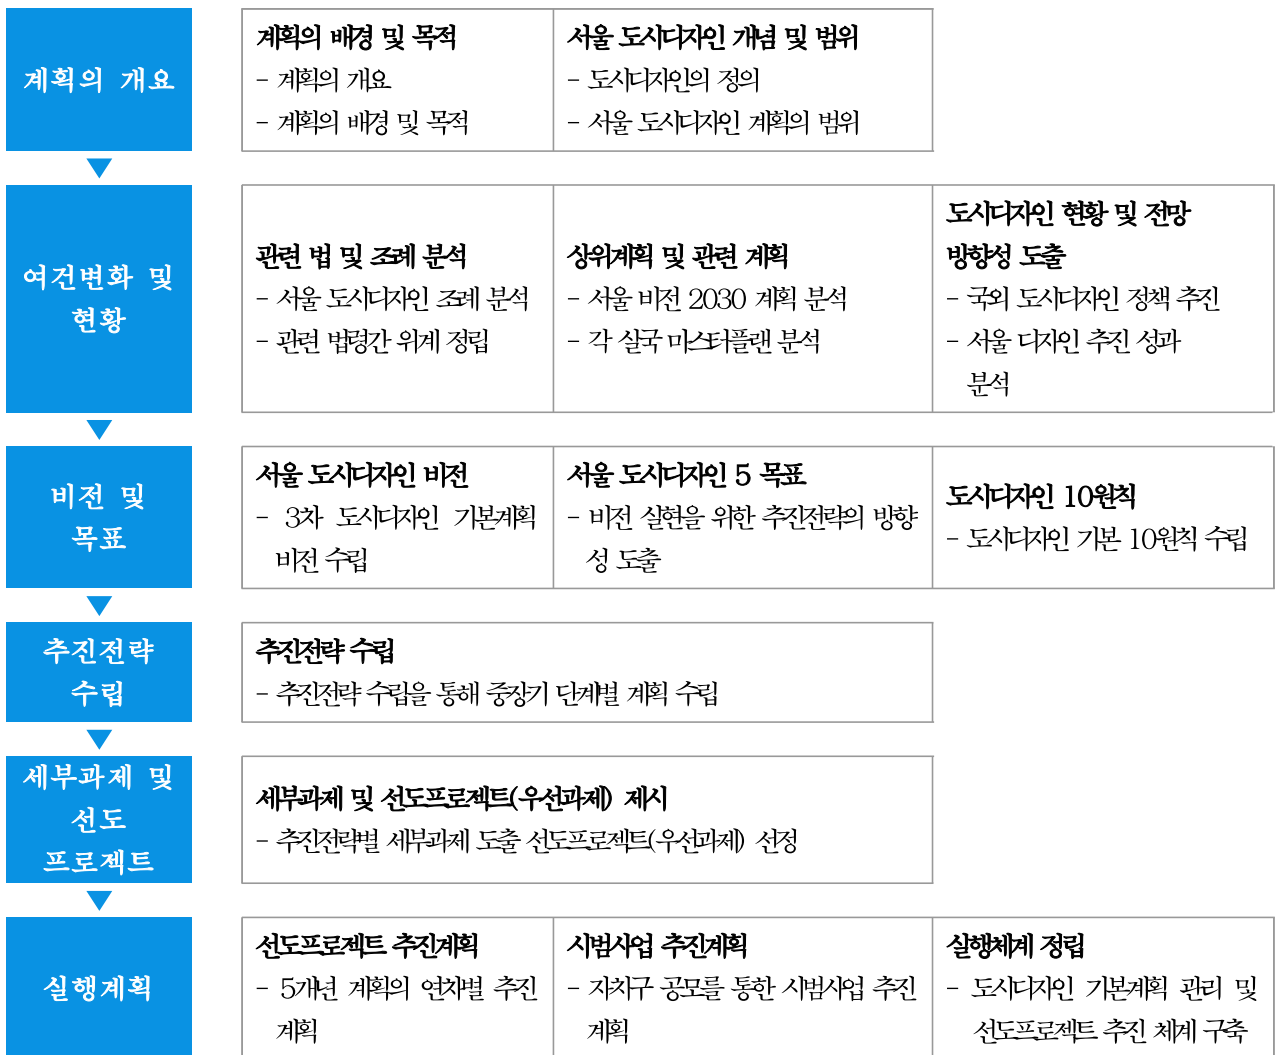 계획의 개요
계획의 배경 및 목적
- 계획의 개요
- 계획의 배경 및 목적
서울 도시디자인 개념 및 범위
- 도시디자인의 정의
- 서울 도시디자인 계획의 범위
여건변화 및
현황
관련 법 및 조례 분석
- 서울 도시디자인 조례 분석
- 관련 법령간 위계 정립
상위계획 및 관련 계획
- 서울 비전 2030 계획 분석
- 각 실국 마스터플랜 분석
도시디자인 현황 및 전망
방향성 도출
- 국외 도시디자인 정책 추진
- 서울 디자인 추진 성과
분석
비전 및
목표
서울 도시디자인 비전
- 3차 도시디자인 기본계획
비전 수립
서울 도시디자인 5 목표
- 비전 실현을 위한 추진전략의 방향
성 도출
도시디자인 10원칙
- 도시디자인 기본 10원칙 수립
추진전략
수립
추진전략 수립
- 추진전략 수립을 통해 중장기 단계별 계획 수립
세부과제 및
선도
프로젝트
세부과제 및 선도프로젝트(우선과제) 제시
- 추진전략별 세부과제 도출 선도프로젝트(우선과제) 선정
실행계획
선도프로젝트 추진계획
- 5개년 계획의 연차별 추진
계획
시범사업 추진계획
- 자치구 공모를 통한 시범사업 추진
계획
실행체계 정립
- 도시디자인 기본계획 관리 및
선도프로젝트 추진 체계 구축